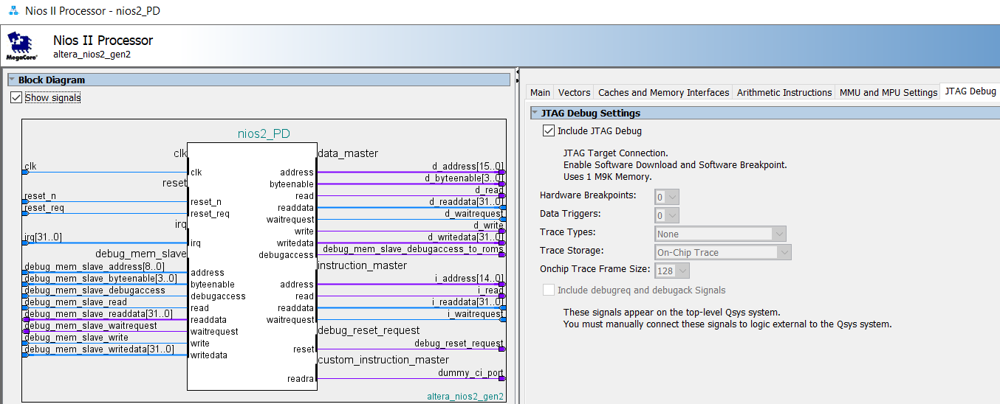 Nios II Processor - nios2_PD
MegaCore®
Nios II Processor
altera_nios2_gen2
Block Diagram
Show signals
nios2_PD
clk
clk
clk
reset
reset_n
reset_n
reset_req
reset_req
irq
irq[31..0]
irq
debug_mem_slave
debug_mem_slave_address[8..0]
address
debug_mem_slave_byteenable[3..0]
byteenable
debug_mem_slave_debugaccess
debugaccess
debug_mem_slave_read
read
debug_mem_slave_readdata[31..0]
readdata
debug_mem_slave_waitrequest
waitrequest
debug_mem_slave_write
write
debug_mem_slave_writedata[31..0]
writedata
data_master
d_address[15..0]
address
d_byteenable[3..0]
byteenable
d_read
read
d_readdata[31..0]
readdata
d_waitrequest
waitrequest
d_write
write
d_writedata[31..0]
writedata
debug_mem_slave_debugaccess_to_roms
debugaccess
instruction_master
i_address[14..0]
address
i_read
read
i_readdata[31..0]
readdata
i_waitrequest
waitrequest
debug_reset_request
debug_reset_request
reset
custom_instruction_master
dummy_ci_port
readra
altera_nios2_gen2
Main Vectors Caches and Memory Interfaces Arithmetic Instructions MMU and MPU Settings JTAG Debug
JTAG Debug Settings
Include JTAG Debug
JTAG Target Connection.
Enable Software Download and Software Breakpoint.
Uses 1 M9K Memory.
Hardware Breakpoints: 0
Data Triggers: 0
Trace Types: None
Trace Storage: On-Chip Trace
Onchip Trace Frame Size: 128
Include debugreq and debugack Signals
These signals appear on the top-level Qsys system.
You must manually connect these signals to logic external to the Qsys system.